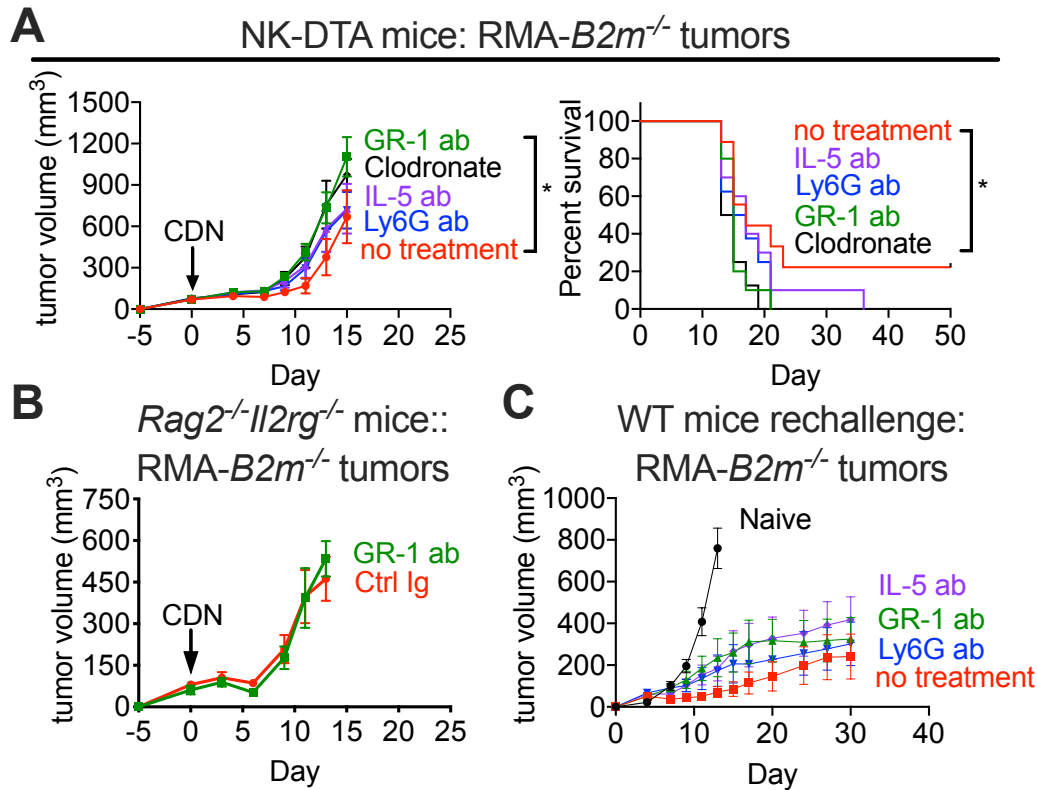 A
NK-DTA mice: RMA-B2m-/- tumors
tumor volume (mm3)
1500
1200
900
600
300
0
-5
0
5
10
15
20
25
Day
CDN
GR-1 ab
Clodronate
IL-5 ab
Ly6G ab
no treatment
*
Percent survival
100
80
60
40
20
0
0
10
20
30
40
50
Day
no treatment
IL-5 ab
Ly6G ab
GR-1 ab
Clodronate
*
B
Rag2-/-Il2rg-/- mice::
RMA-B2m-/- tumors
tumor volume (mm3)
750
600
450
300
150
0
-5
0
5
10
15
20
25
Day
CDN
GR-1 ab
Ctrl Ig
C
WT mice rechallenge:
RMA-B2m-/- tumors
tumor volume (mm3)
1000
800
600
400
200
0
0
10
20
30
40
Day
Naive
IL-5 ab
GR-1 ab
Ly6G ab
no treatment